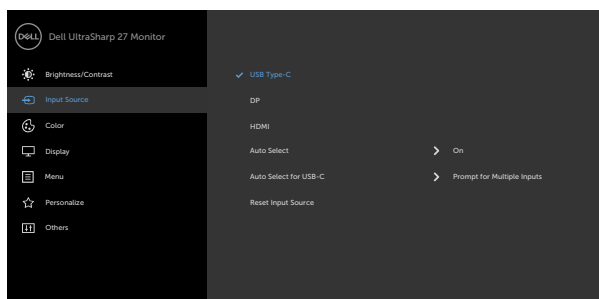 DELL Dell UltraSharp 27 Monitor
Brightness/Contrast
Input Source
Color
Display
Menu
Personalize
Others
USB Type-C
DP
HDMI
Auto Select On
Auto Select for USB-C Prompt for Multiple Inputs
Reset Input Source